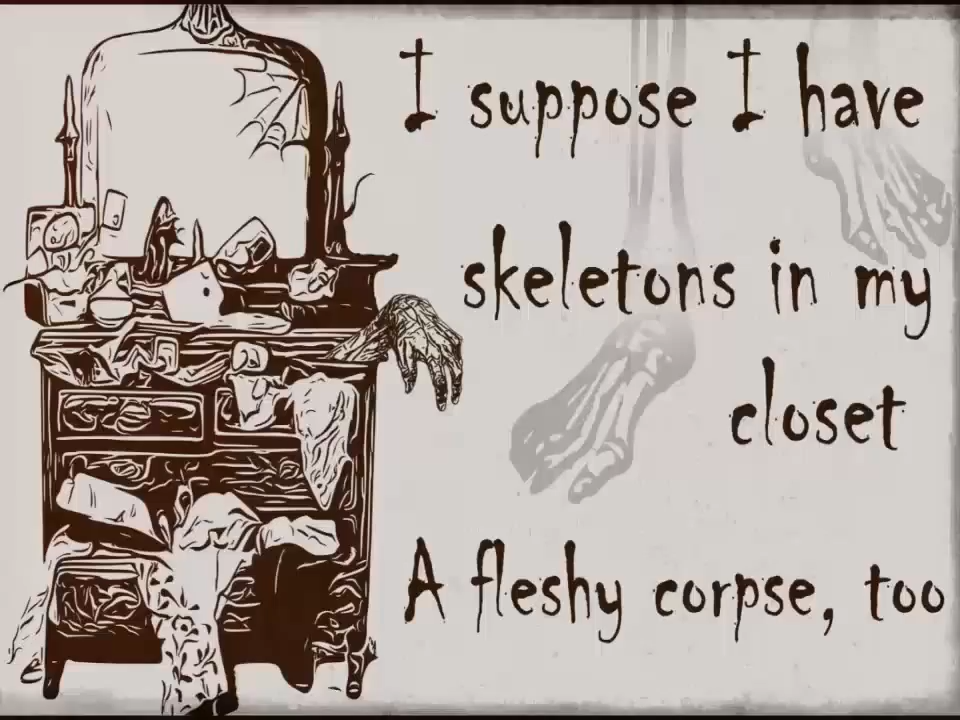 I suppose I have
skeletons in my
closet
A fleshy corpse, too